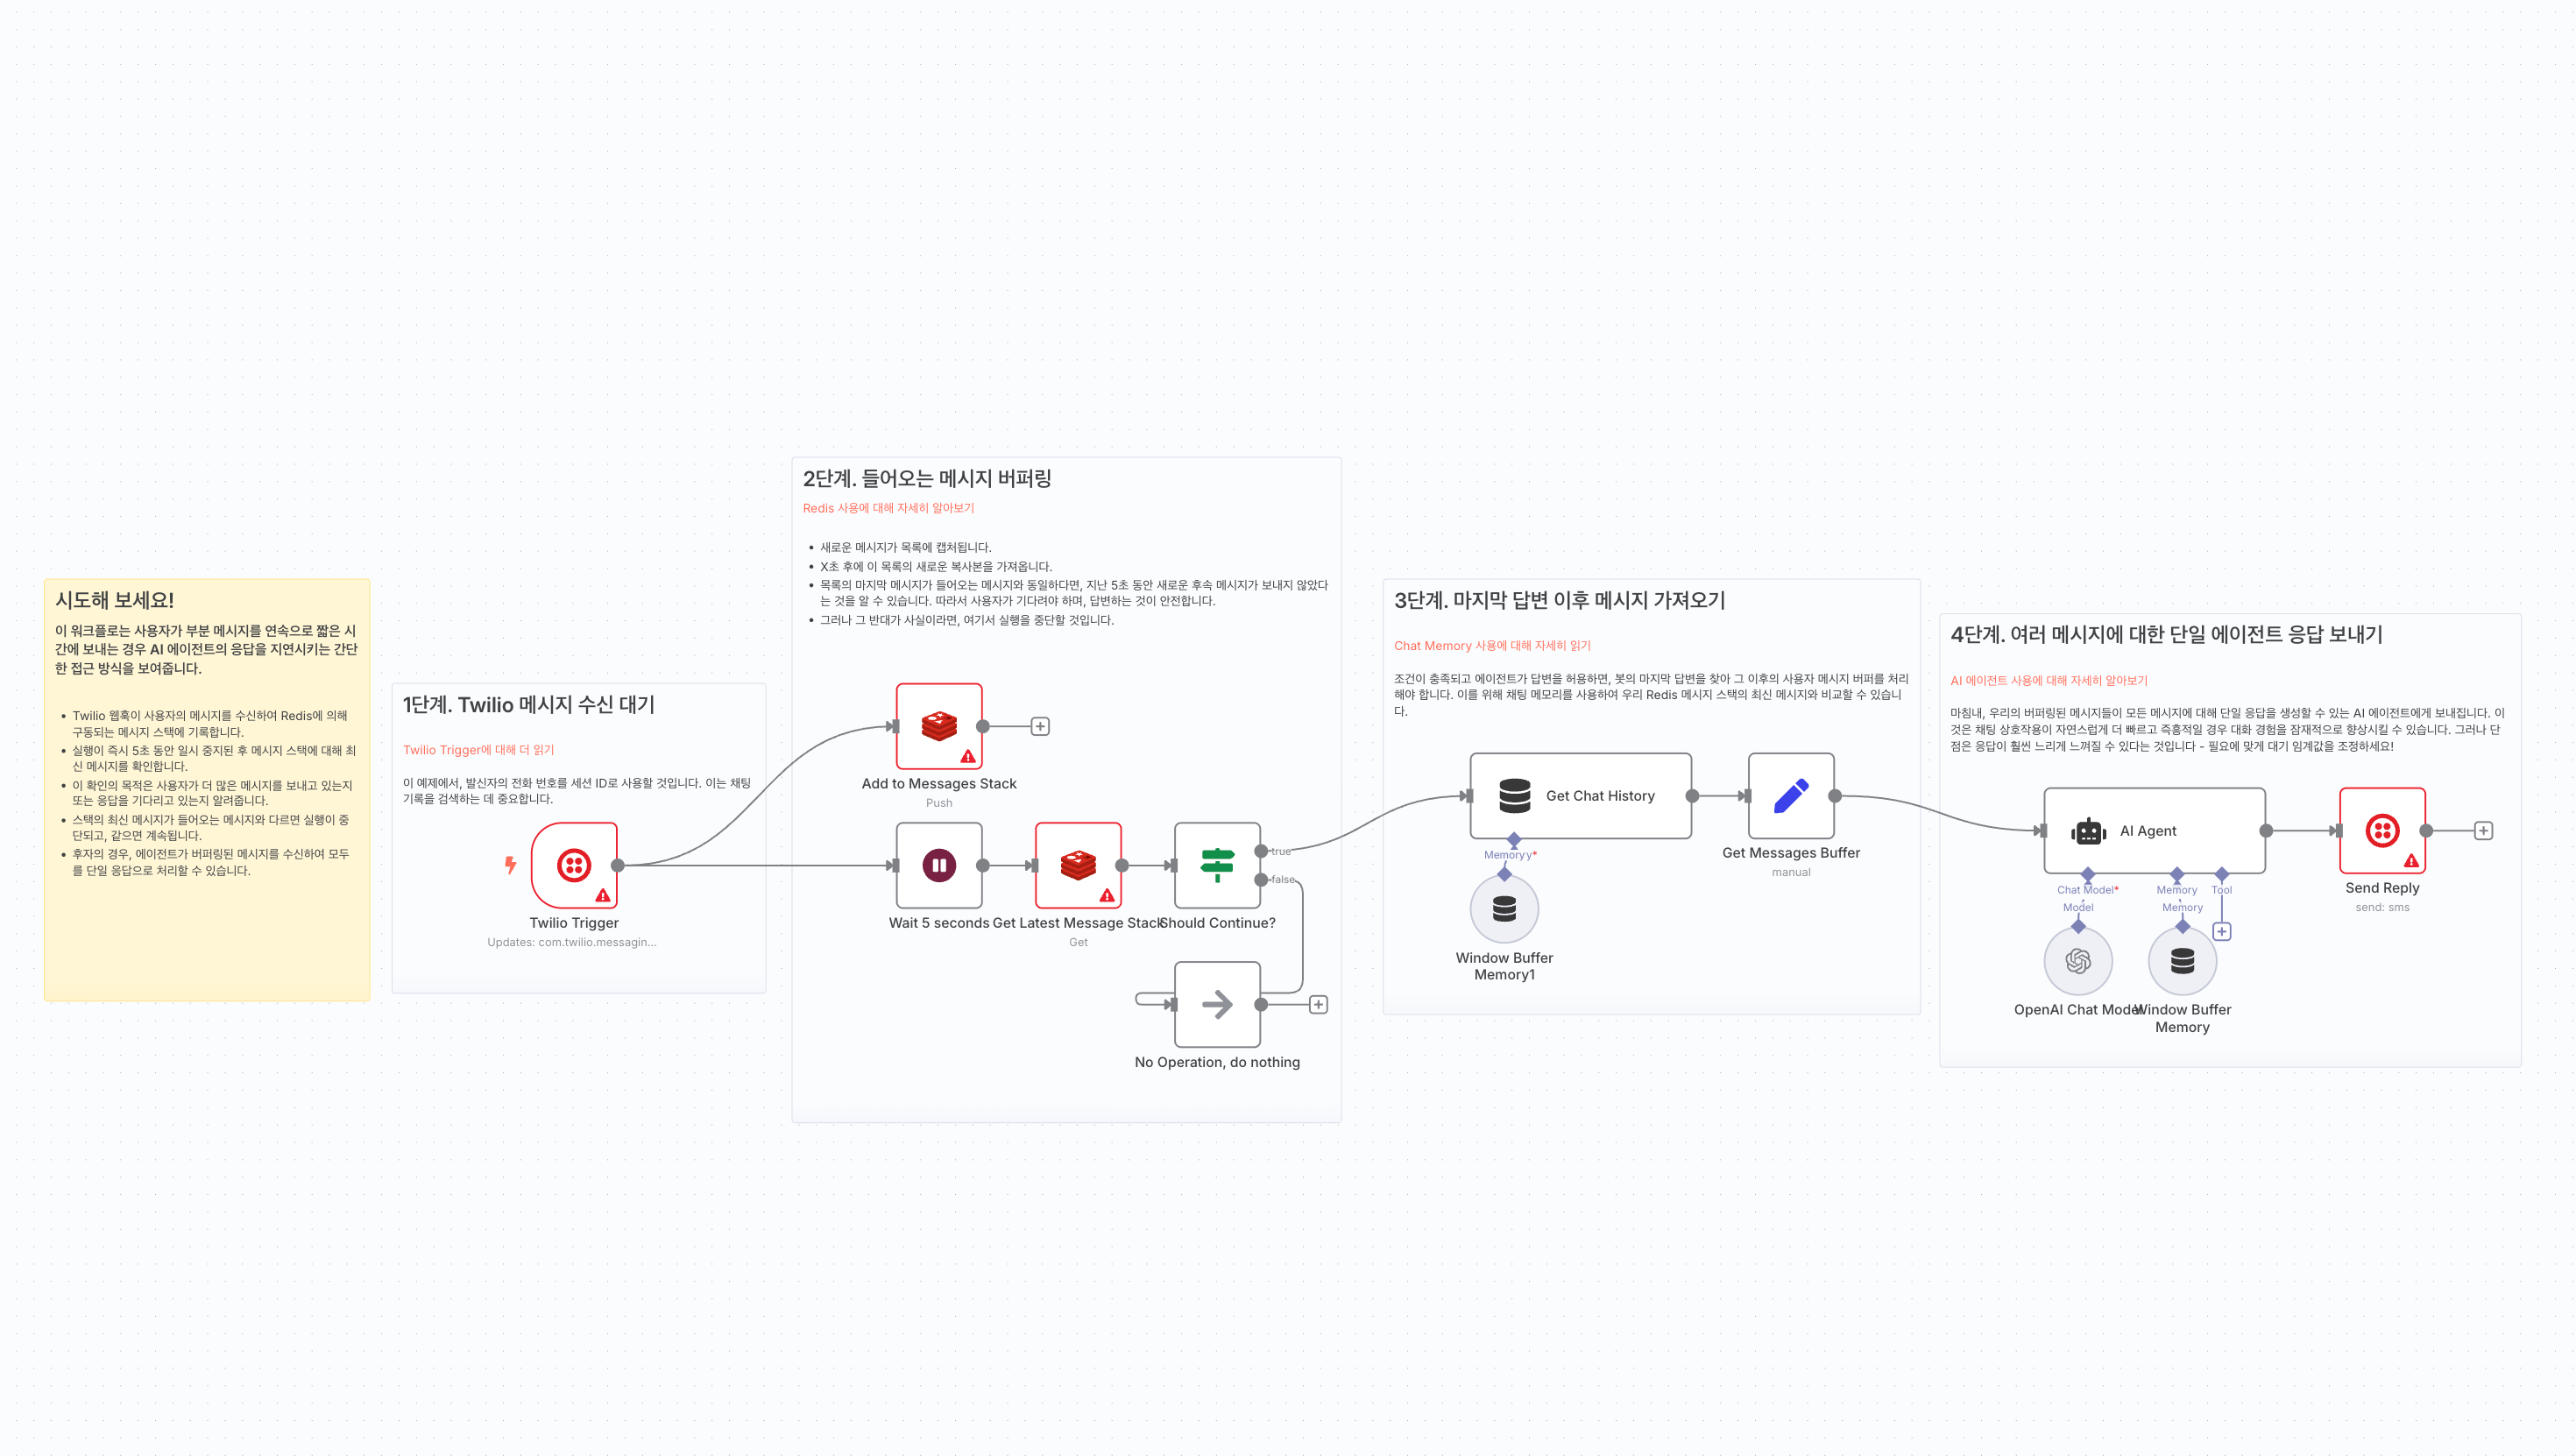 시도해 보세요!
이 워크플로는 사용자가 부분 메시지를 연속으로 짧은 시
간에 보내는 경우 AI 에이전트의 응답을 지연시키는 간단
한 접근 방식을 보여줍니다.
• Twilio 웹훅이 사용자의 메시지를 수신하여 Redis에 의해
구동되는 메시지 스택에 기록합니다.
• 실행이 즉시 5초 동안 일시 중지된 후 메시지 스택에 대해 최
신 메시지를 확인합니다.
• 이 확인의 목적은 사용자가 더 많은 메시지를 보내고 있는지
또는 응답을 기다리고 있는지 알려줍니다.
• 스택의 최신 메시지가 들어오는 메시지와 다르면 실행이 중
단되고, 같으면 계속됩니다.
• 후자의 경우, 에이전트가 버퍼링된 메시지를 수신하여 모두
를 단일 응답으로 처리할 수 있습니다.
1단계. Twilio 메시지 수신 대기
Twilio Trigger에 대해 더 읽기
이 예제에서, 발신자의 전화 번호를 세션 ID로 사용할 것입니다. 이는 채팅
기록을 검색하는 데 중요합니다.
Twilio Trigger
Updates: com.twilio.messagin...
2단계. 들어오는 메시지 버퍼링
Redis 사용에 대해 자세히 알아보기
• 새로운 메시지가 목록에 캡처됩니다.
• X초 후에 이 목록의 새로운 복사본을 가져옵니다.
• 목록의 마지막 메시지가 들어오는 메시지와 동일하다면, 지난 5초 동안 새로운 후속 메시지가 보내지 않았다
는 것을 알 수 있습니다. 따라서 사용자가 기다려야 하며, 답변하는 것이 안전합니다.
• 그러나 그 반대가 사실이라면, 여기서 실행을 중단할 것입니다.
Add to Messages Stack
Push
Wait 5 seconds
Get Latest Message Stack
Get
Should Continue?
true
false
No Operation, do nothing
3단계. 마지막 답변 이후 메시지 가져오기
Chat Memory 사용에 대해 자세히 읽기
조건이 충족되고 에이전트가 답변을 허용하면, 봇의 마지막 답변을 찾아 그 이후의 사용자 메시지 버퍼를 처리
해야 합니다. 이를 위해 채팅 메모리를 사용하여 우리 Redis 메시지 스택의 최신 메시지와 비교할 수 있습니
다.
Get Chat History
Memory*
Window Buffer
Memory1
Get Messages Buffer
manual
4단계. 여러 메시지에 대한 단일 에이전트 응답 보내기
AI 에이전트 사용에 대해 자세히 알아보기
마침내, 우리의 버퍼링된 메시지들이 모든 메시지에 대해 단일 응답을 생성할 수 있는 AI 에이전트에게 보내집니다. 이
것은 채팅 상호작용이 자연스럽게 더 빠르고 즉흥적일 경우 대화 경험을 잠재적으로 향상시킬 수 있습니다. 그러나 단
점은 응답이 훨씬 느리게 느껴질 수 있다는 것입니다 - 필요에 맞게 대기 임계값을 조정하세요!
AI Agent
Chat Model*
Memory
Tool
Model
Memory
OpenAI Chat Model
Window Buffer
Memory
Send Reply
send: sms